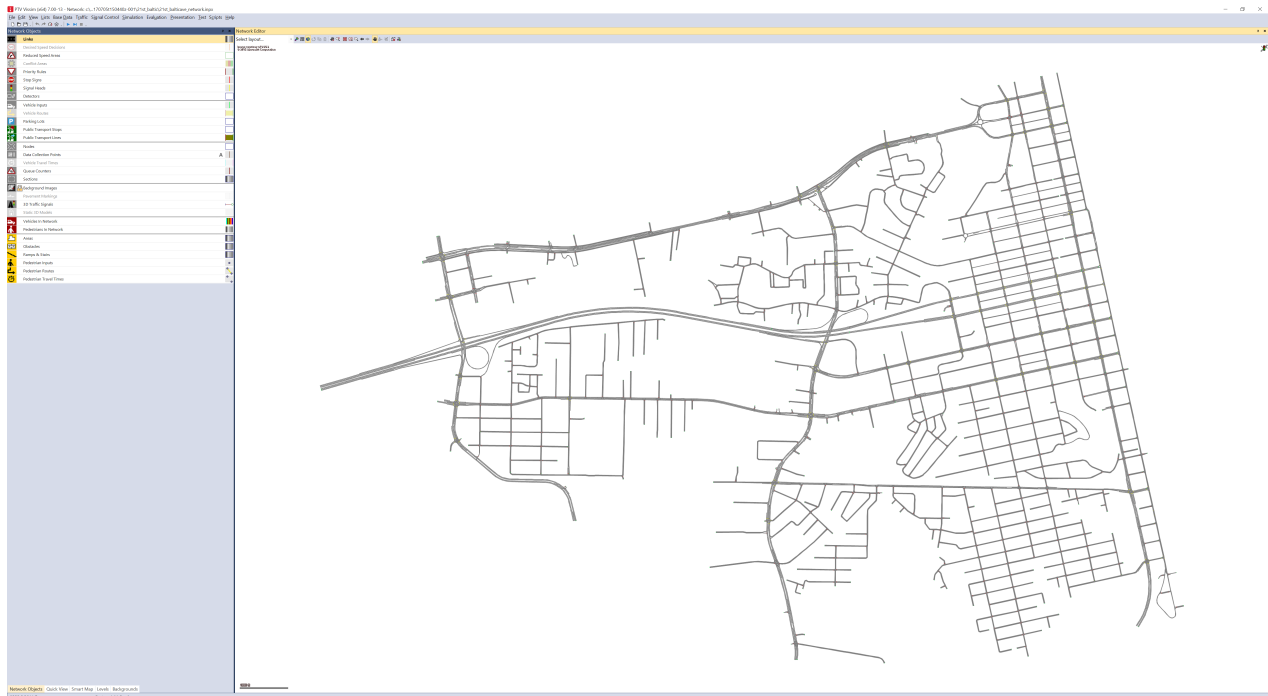 PTV Vissim (x64) 7.00-13 - Network: c:\...170705t150440z-001\21st_balto\21st_baltimore_network.inpx
File Edit View Lists Base Data Traffic Signal Control Simulation Evaluation Presentation Test Scripts Help
Network Objects
Links
Desired Speed Decisions
Reduced Speed Areas
Conflict Areas
Priority Rules
Stop Signs
Signal Heads
Detectors
Vehicle Inputs
Vehicle Routes
Parking Lots
Public Transport Stops
Public Transport Lines
Nodes
Data Collection Points A
Vehicle Travel Times
Queue Counters
Sections
Background Images
Pavement Markings
3D Traffic Signals
Static 3D Models
Vehicles In Network
Pedestrians In Network
Areas
Obstacles
Ramps & Stairs
Pedestrian Inputs
Pedestrian Routes
Pedestrian Travel Times
Network Objects Quick View Smart Map Levels Backgrounds
Network Editor
Select layout...